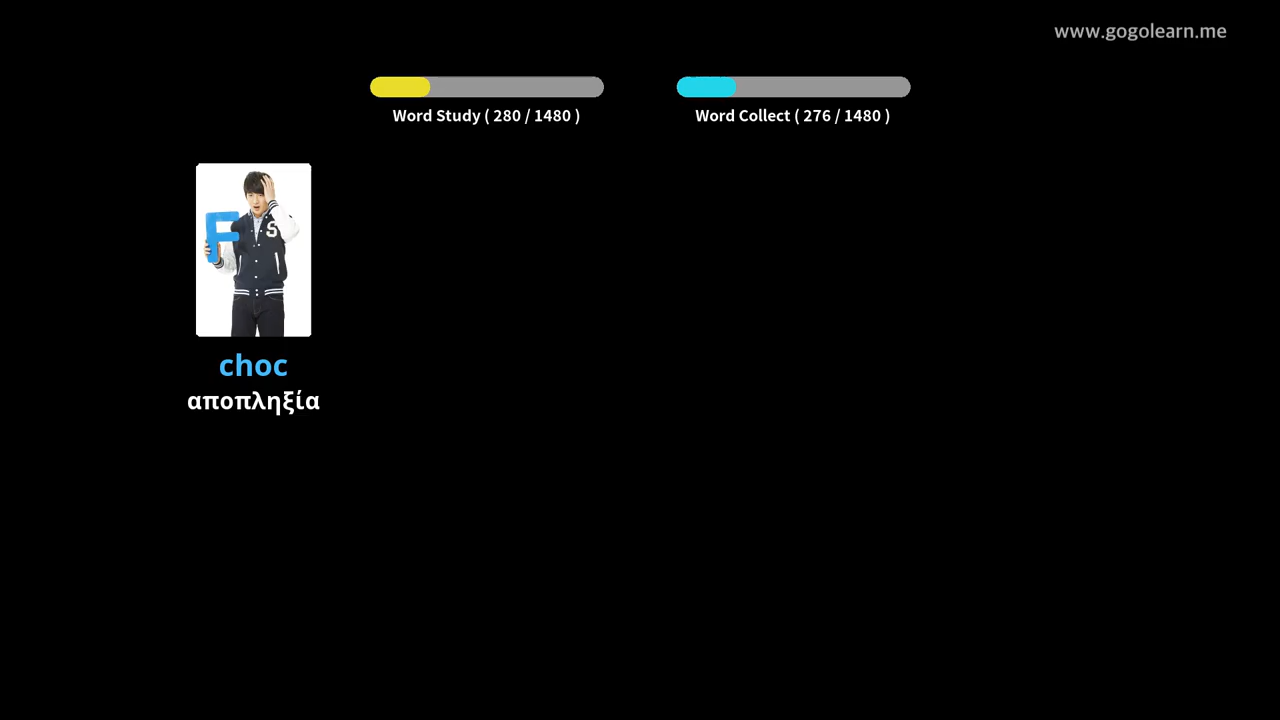 www.gogolearn.me
Word Study ( 280 / 1480 )
Word Collect ( 276 / 1480 )
F
S
choc
αποπληξία